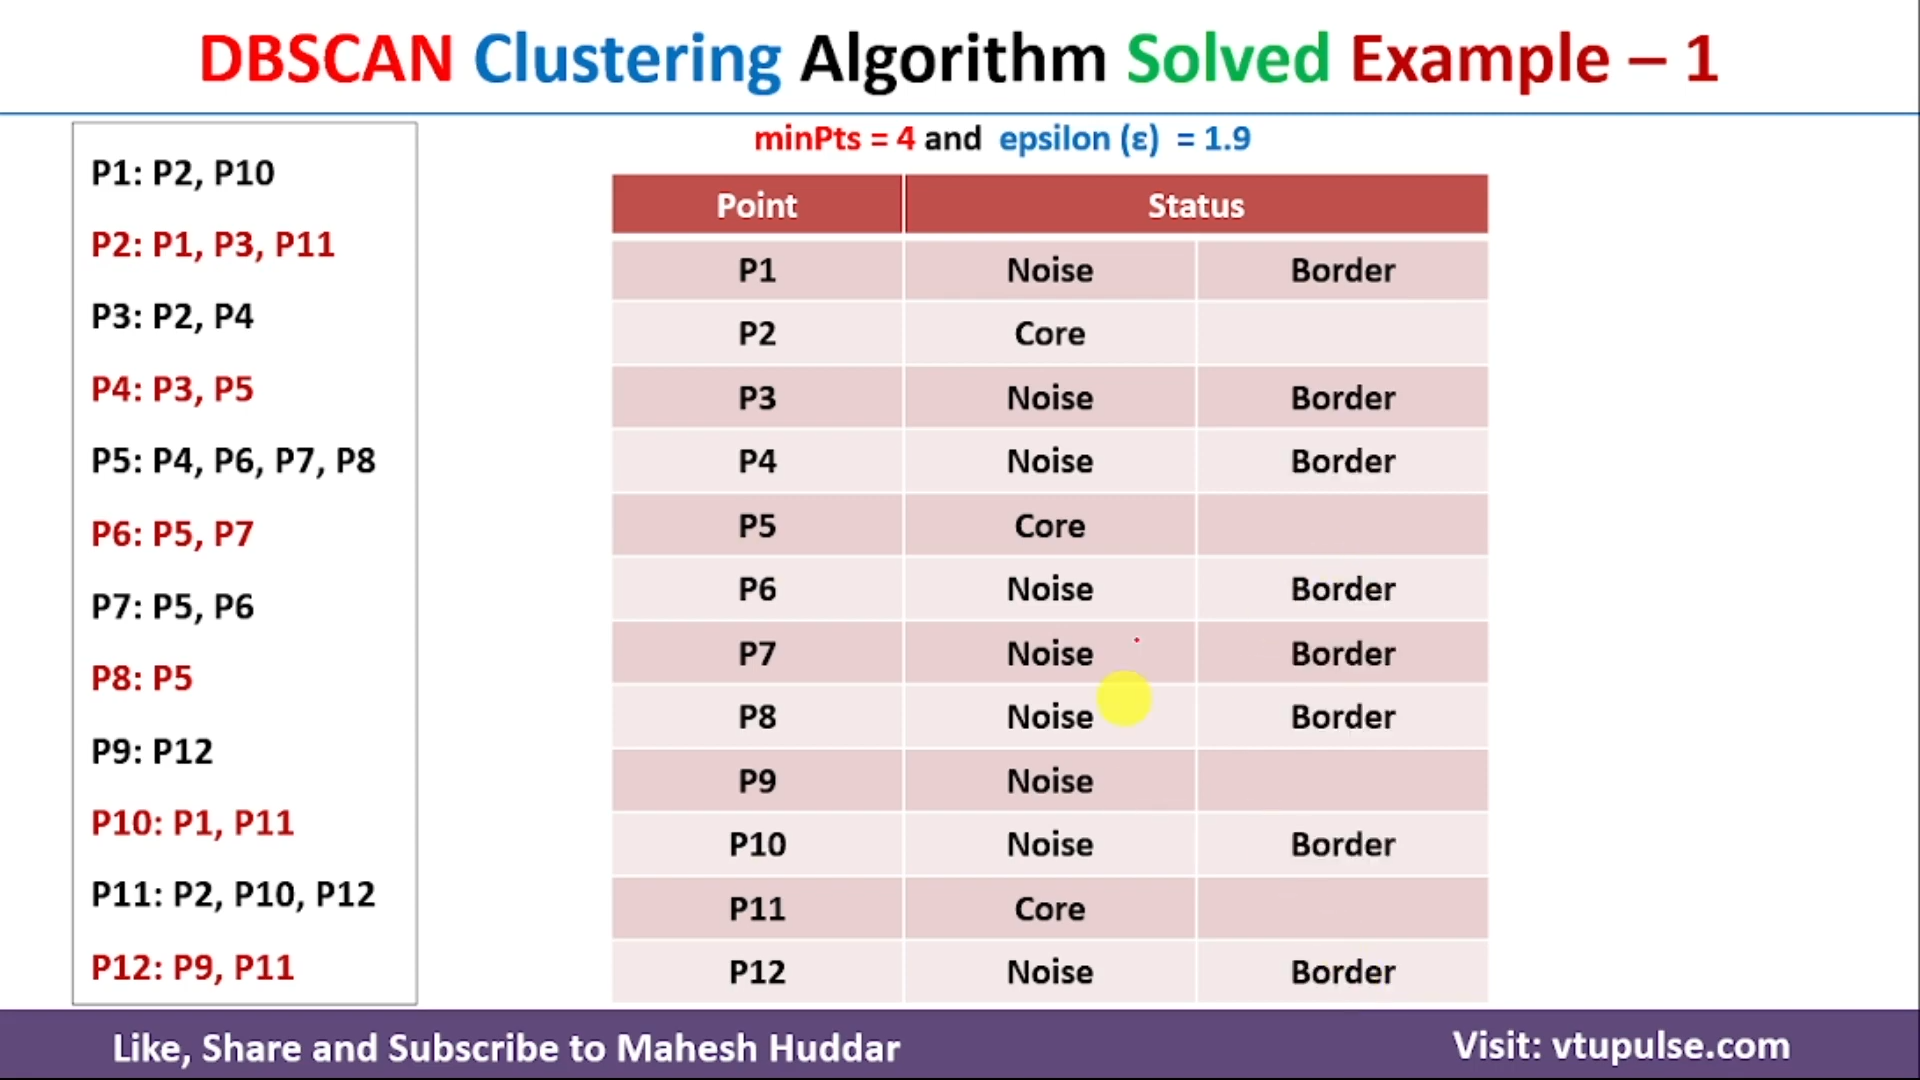 DBSCAN Clustering Algorithm Solved Example – 1
minPts = 4 and epsilon (ε) = 1.9
P1: P2, P10
P2: P1, P3, P11
P3: P2, P4
P4: P3, P5
P5: P4, P6, P7, P8
P6: P5, P7
P7: P5, P6
P8: P5
P9: P12
P10: P1, P11
P11: P2, P10, P12
P12: P9, P11
Point Status
P1 Noise Border
P2 Core
P3 Noise Border
P4 Noise Border
P5 Core
P6 Noise Border
P7 Noise Border
P8 Noise Border
P9 Noise
P10 Noise Border
P11 Core
P12 Noise Border
Like, Share and Subscribe to Mahesh Huddar
Visit: vtupulse.com